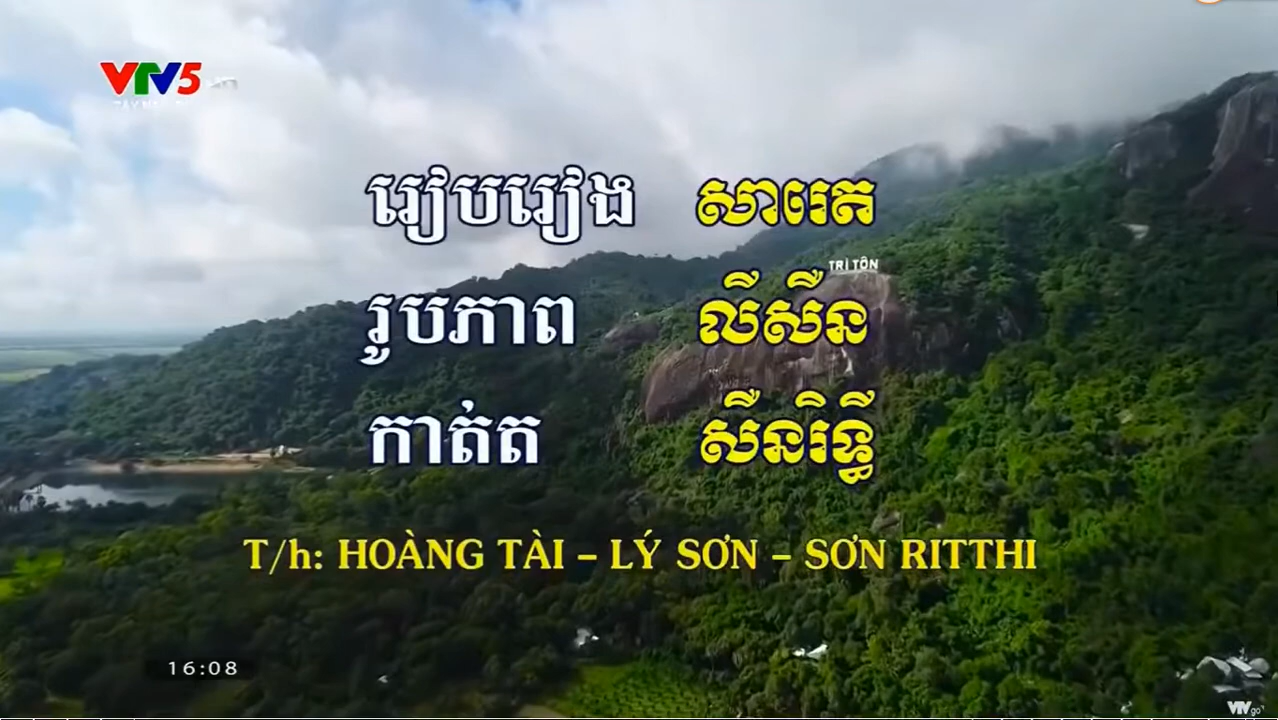 VTV5
រៀបរៀង សារេត
TRI TÔN
រូបភាព លីសឺន
កាត់ត សឺនរិទ្ធី
T/h: HOÀNG TÀI – LÝ SƠN – SƠN RITTHI
16:08
VTVgo